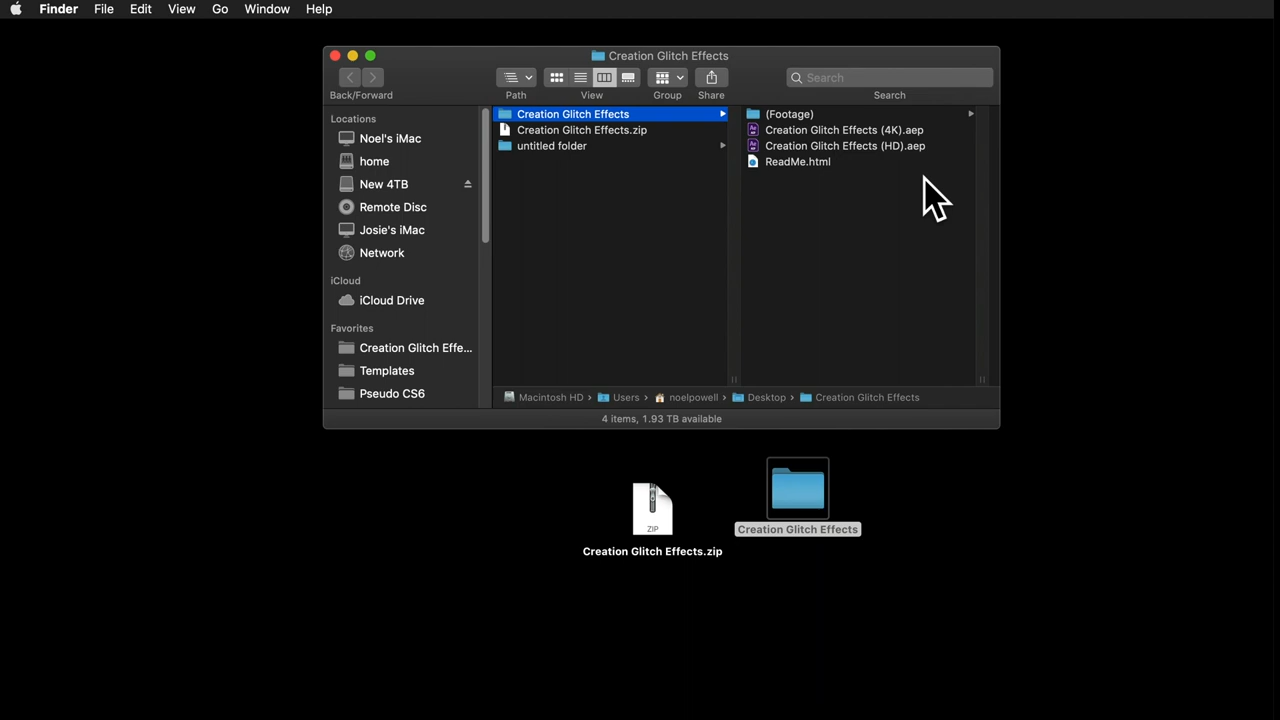 Finder File Edit View Go Window Help
Creation Glitch Effects
Search
Back/Forward Path View Group Share Search
Locations
Noel's iMac
home
New 4TB
Remote Disc
Josie's iMac
Network
iCloud
iCloud Drive
Favorites
Creation Glitch Effe...
Templates
Pseudo CS6
Creation Glitch Effects
Creation Glitch Effects.zip
untitled folder
(Footage)
Ae Creation Glitch Effects (4K).aep
Ae Creation Glitch Effects (HD).aep
ReadMe.html
Macintosh HD › Users › noelpowell › Desktop › Creation Glitch Effects
4 items, 1.93 TB available
ZIP
Creation Glitch Effects.zip
Creation Glitch Effects